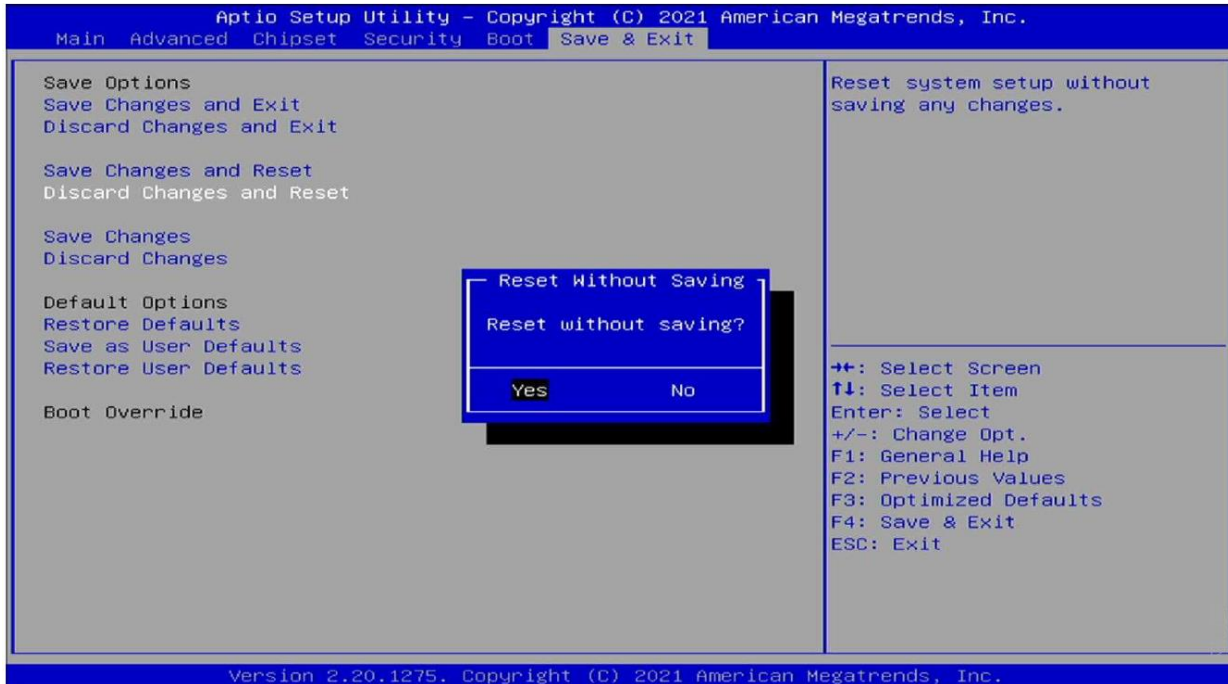 Aptio Setup Utility – Copyright (C) 2021 American Megatrends, Inc.
Main Advanced Chipset Security Boot Save & Exit
Save Options
Save Changes and Exit
Discard Changes and Exit
Save Changes and Reset
Discard Changes and Reset
Save Changes
Discard Changes
Default Options
Restore Defaults
Save as User Defaults
Restore User Defaults
Boot Override
Reset Without Saving
Reset without saving?
Yes No
Reset system setup without
saving any changes.
→←: Select Screen
↑↓: Select Item
Enter: Select
+/-: Change Opt.
F1: General Help
F2: Previous Values
F3: Optimized Defaults
F4: Save & Exit
ESC: Exit
Version 2.20.1275. Copyright (C) 2021 American Megatrends, Inc.